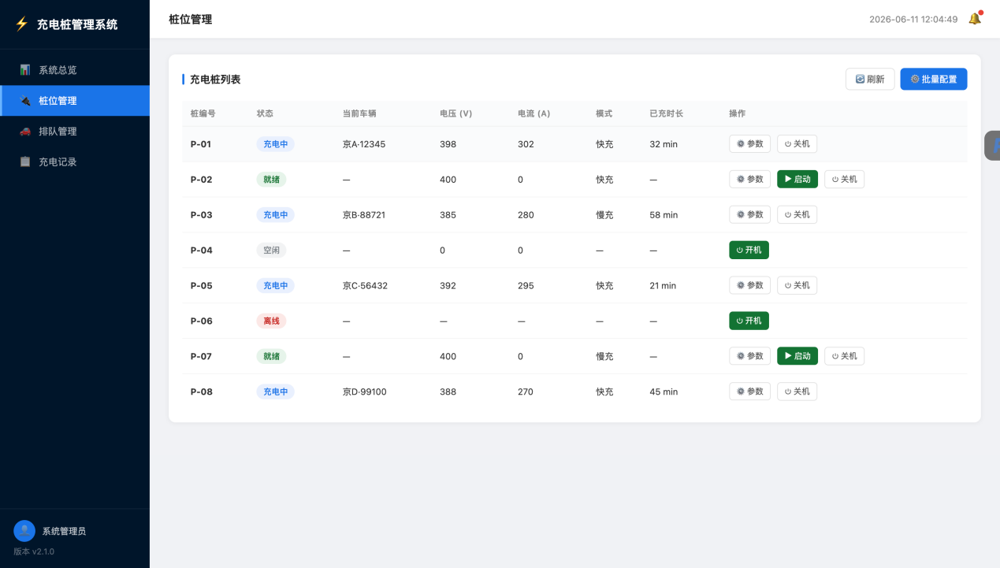 充电桩管理系统
系统总览
桩位管理
排队管理
充电记录
系统管理员
版本 v2.1.0
桩位管理
2026-06-11 12:04:49
充电桩列表
刷新
批量配置
桩编号 状态 当前车辆 电压 (V) 电流 (A) 模式 已充时长 操作
P-01 充电中 京A·12345 398 302 快充 32 min 参数 关机
P-02 就绪 — 400 0 快充 — 参数 启动 关机
P-03 充电中 京B·88721 385 280 慢充 58 min 参数 关机
P-04 空闲 — 0 0 — — 开机
P-05 充电中 京C·56432 392 295 快充 21 min 参数 关机
P-06 离线 — — — — — 开机
P-07 就绪 — 400 0 慢充 — 参数 启动 关机
P-08 充电中 京D·99100 388 270 快充 45 min 参数 关机